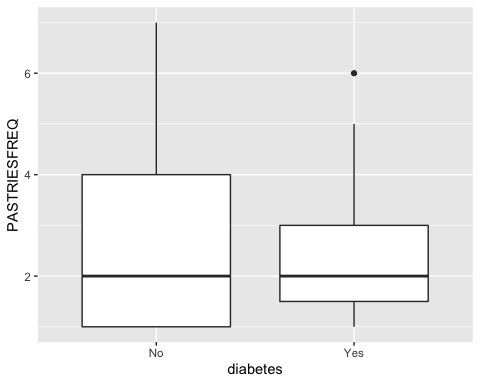 PASTRIESFREQ
6
4
2
No Yes
diabetes